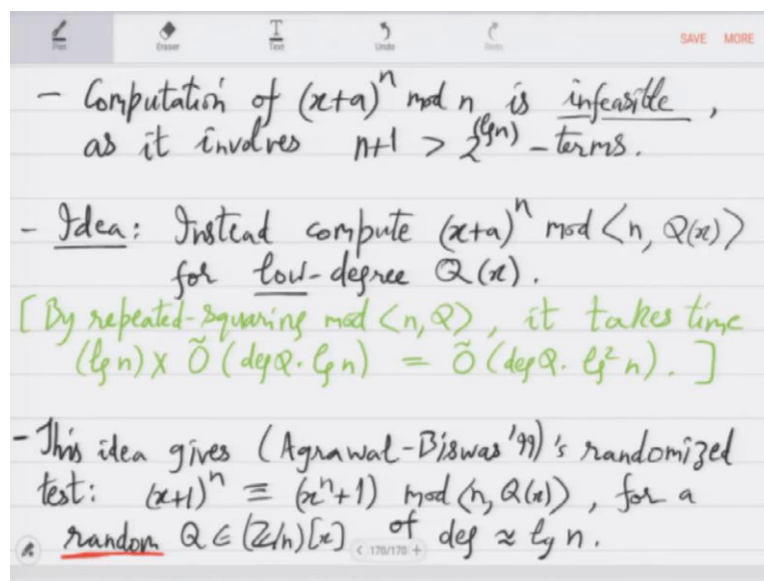 Pen Eraser Text Undo Redo SAVE MORE
- Computation of (x+a)^n mod n is infeasible,
as it involves n+1 > 2^(lg n) - terms.
- Idea: Instead compute (x+a)^n mod <n, Q(x)>
for low-degree Q(x).
[By repeated-squaring mod <n, Q>, it takes time
(lg n) x Õ(deg Q. lg n) = Õ(deg Q. lg² n).]
- This idea gives (Agrawal-Biswas '99)'s randomized
test: (x+1)^n ≡ (x^n+1) mod <n, Q(x)>, for a
random Q ∈ (Z/n)[x] of deg ≈ lg n.
< 170/170 +